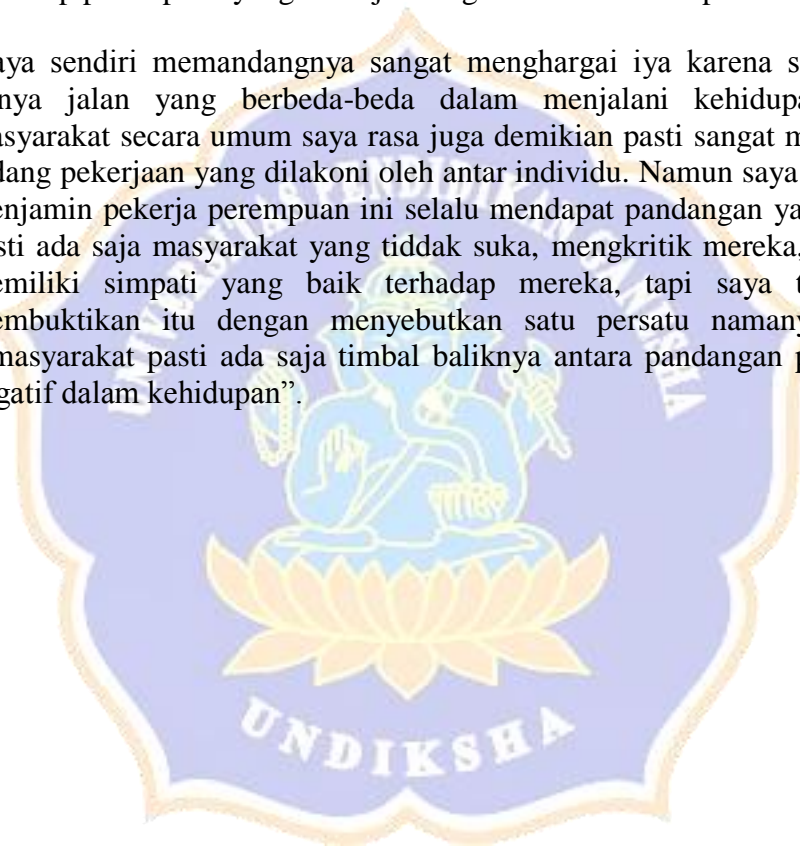 aya sendiri memandangnya sangat menghargai iya karena s
nya jalan yang berbeda-beda dalam menjalani kehidupa
asyarakat secara umum saya rasa juga demikian pasti sangat m
dang pekerjaan yang dilakoni oleh antar individu. Namun saya
enjamin pekerja perempuan ini selalu mendapat pandangan ya
sti ada saja masyarakat yang tiddak suka, mengkritik mereka,
emiliki simpati yang baik terhadap mereka, tapi saya t
embuktikan itu dengan menyebutkan satu persatu namany
masyarakat pasti ada saja timbal baliknya antara pandangan p
gatif dalam kehidupan”.
UNIVERSITAS PENDIDIKAN GANESHA
UNDIKSHA